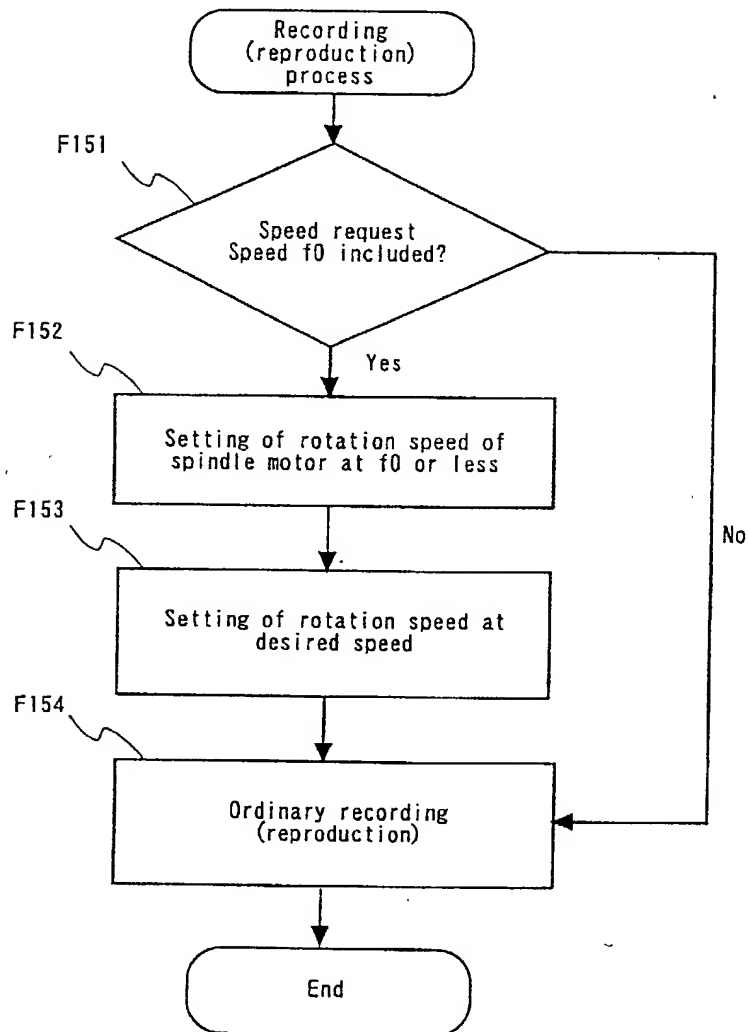 Recording
(reproduction)
process
F151
Speed request
Speed f0 included?
F152
Yes
Setting of rotation speed of
spindle motor at f0 or less
F153
No
Setting of rotation speed at
desired speed
F154
Ordinary recording
(reproduction)
End